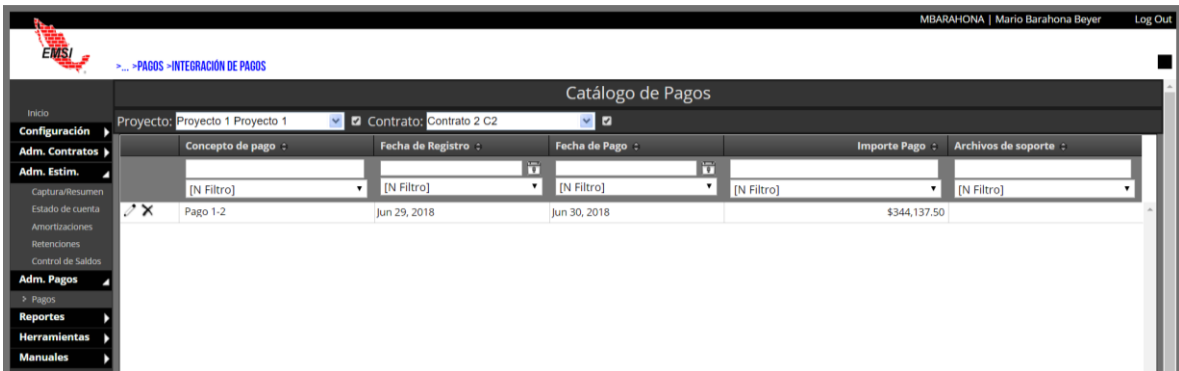 MBARAHONA | Mario Barahona Beyer Log Out
EMSI
>... >PAGOS >INTEGRACIÓN DE PAGOS
Catálogo de Pagos
Proyecto: Proyecto 1 Proyecto 1 Contrato: Contrato 2 C2
Concepto de pago Fecha de Registro Fecha de Pago Importe Pago Archivos de soporte
[N Filtro] [N Filtro] [N Filtro] [N Filtro] [N Filtro]
Pago 1-2 Jun 29, 2018 Jun 30, 2018 $344,137.50
Inicio
Configuración
Adm. Contratos
Adm. Estim.
Captura/Resumen
Estado de cuenta
Amortizaciones
Retenciones
Control de Saldos
Adm. Pagos
> Pagos
Reportes
Herramientas
Manuales